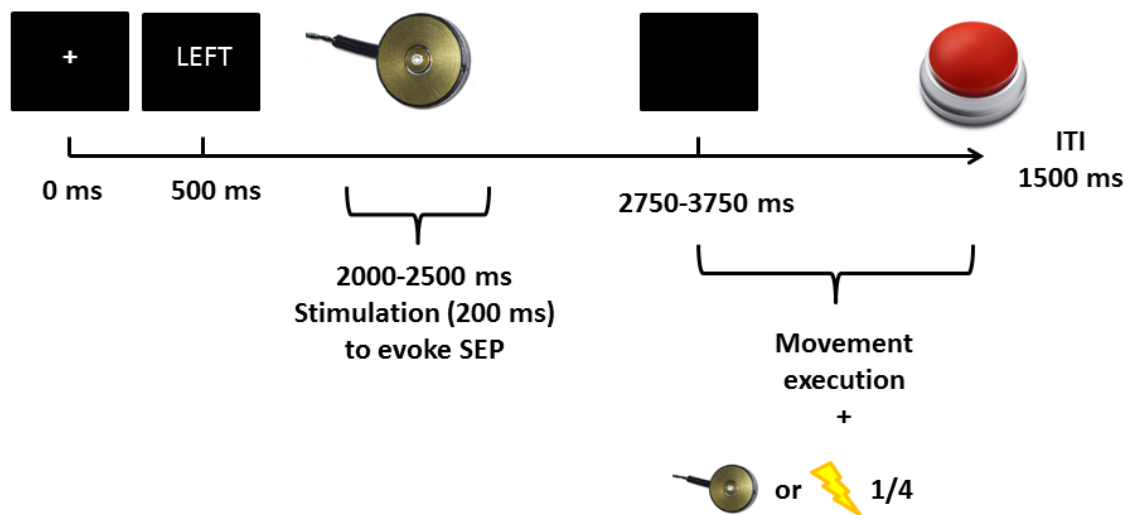 +
LEFT
0 ms
500 ms
2000-2500 ms
Stimulation (200 ms)
to evoke SEP
2750-3750 ms
ITI
1500 ms
Movement
execution
+
or 1/4